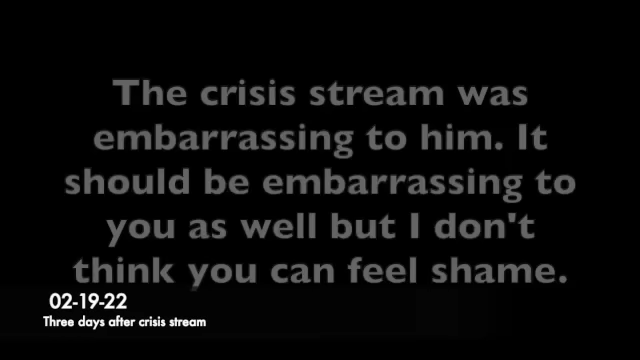 The crisis stream was
embarrassing to him. It
should be embarrassing to
you as well but I don't
think you can feel shame.
02-19-22
Three days after crisis stream